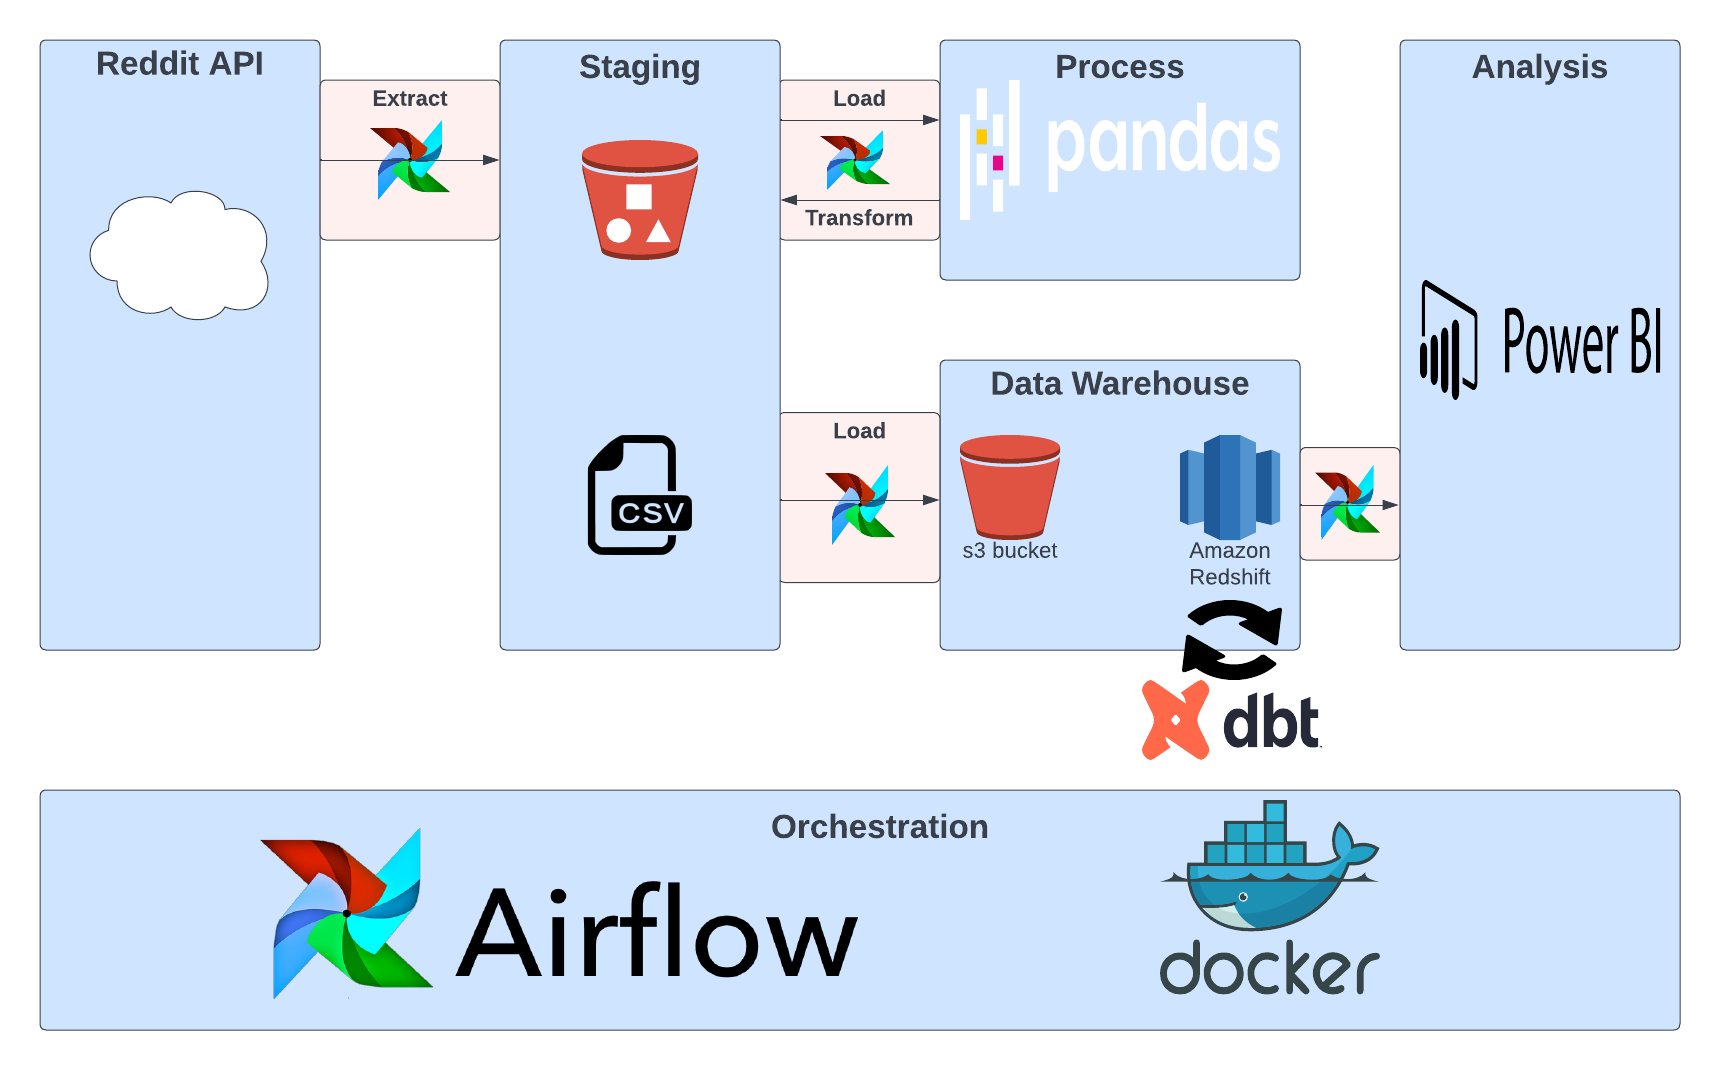 Reddit API
Extract
Staging
Load
Transform
Process
pandas
Analysis
Power BI
CSV
Load
Data Warehouse
s3 bucket
Amazon
Redshift
dbt
Orchestration
Airflow
docker